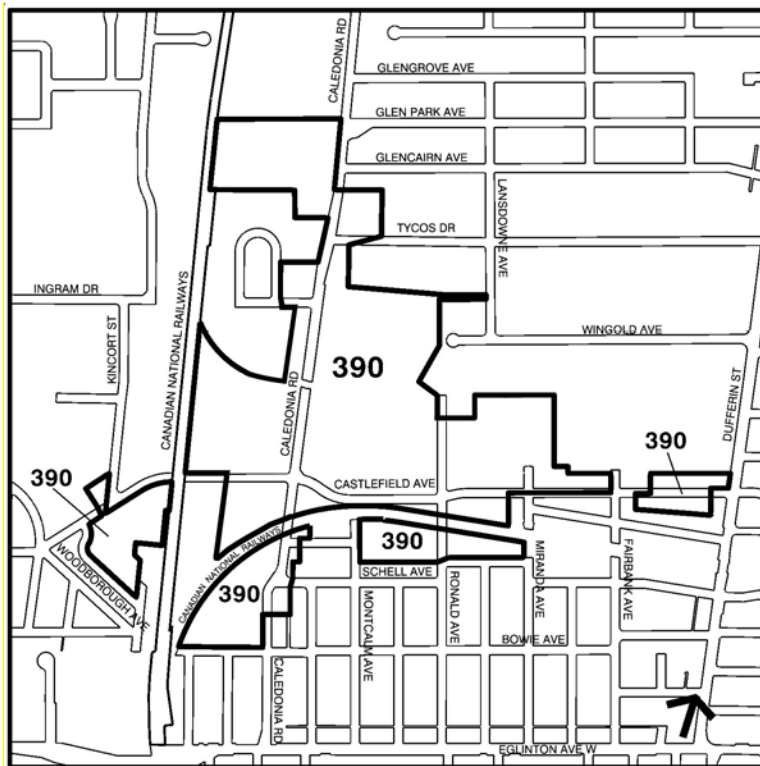 CALEDONIA RD
GLENGROVE AVE
GLEN PARK AVE
GLENCAIRN AVE
LANSDOWNE AVE
TYCOS DR
INGRAM DR
CANADIAN NATIONAL RAILWAYS
KINCORT ST
WINGOLD AVE
390
CALEDONIA RD
DUFFERIN ST
390
390
CASTLEFIELD AVE
WOODBOROUGH AVE
CANADIAN NATIONAL RAILWAYS
390
390
SCHELL AVE
MONTCALM AVE
RONALD AVE
MIRANDA AVE
FAIRBANK AVE
BOWIE AVE
CALEDONIA RD
EGLINTON AVE W